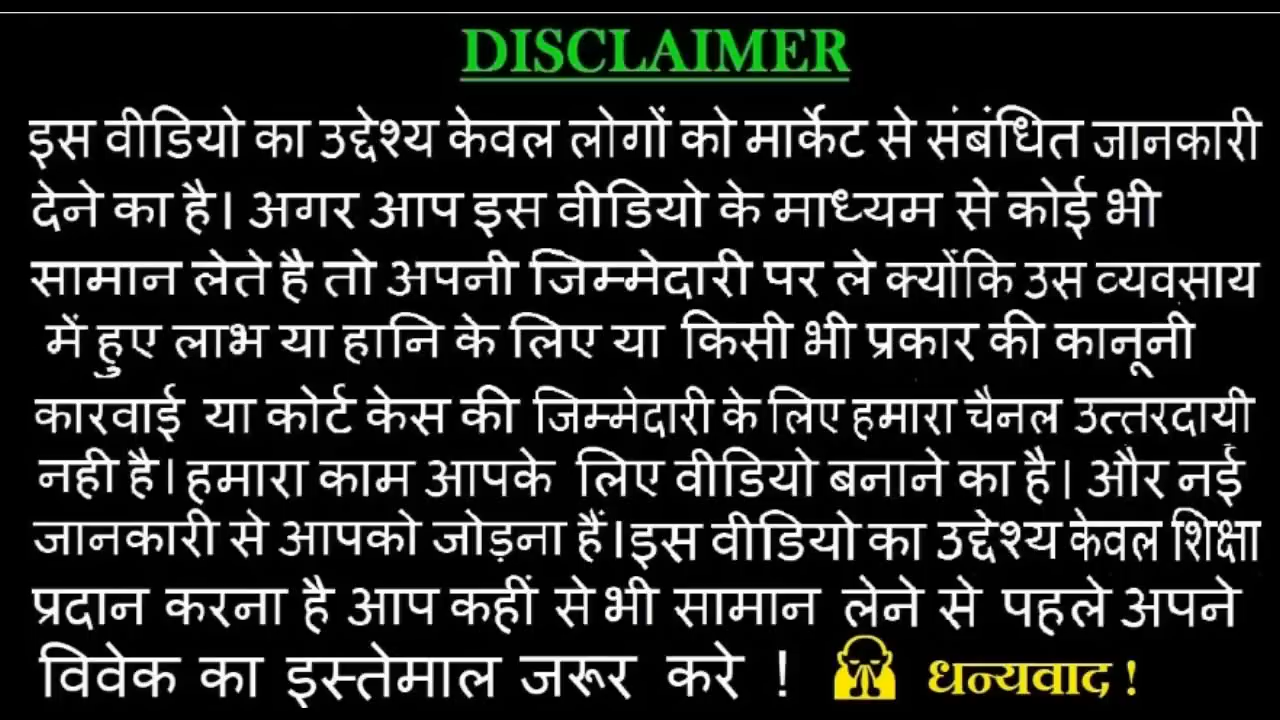 DISCLAIMER
इस वीडियो का उद्देश्य केवल लोगों को मार्केट से संबंधित जानकारी
देने का है। अगर आप इस वीडियो के माध्यम से कोई भी
सामान लेते है तो अपनी जिम्मेदारी पर ले क्योंकि उस व्यवसाय
में हुए लाभ या हानि के लिए या किसी भी प्रकार की कानूनी
कारवाई या कोर्ट केस की जिम्मेदारी के लिए हमारा चैनल उत्तरदायी
नही है। हमारा काम आपके लिए वीडियो बनाने का है। और नई
जानकारी से आपको जोड़ना हैं।इस वीडियो का उद्देश्य केवल शिक्षा
प्रदान करना है आप कहीं से भी सामान लेने से पहले अपने
विवेक का इस्तेमाल जरूर करे ! धन्यवाद !